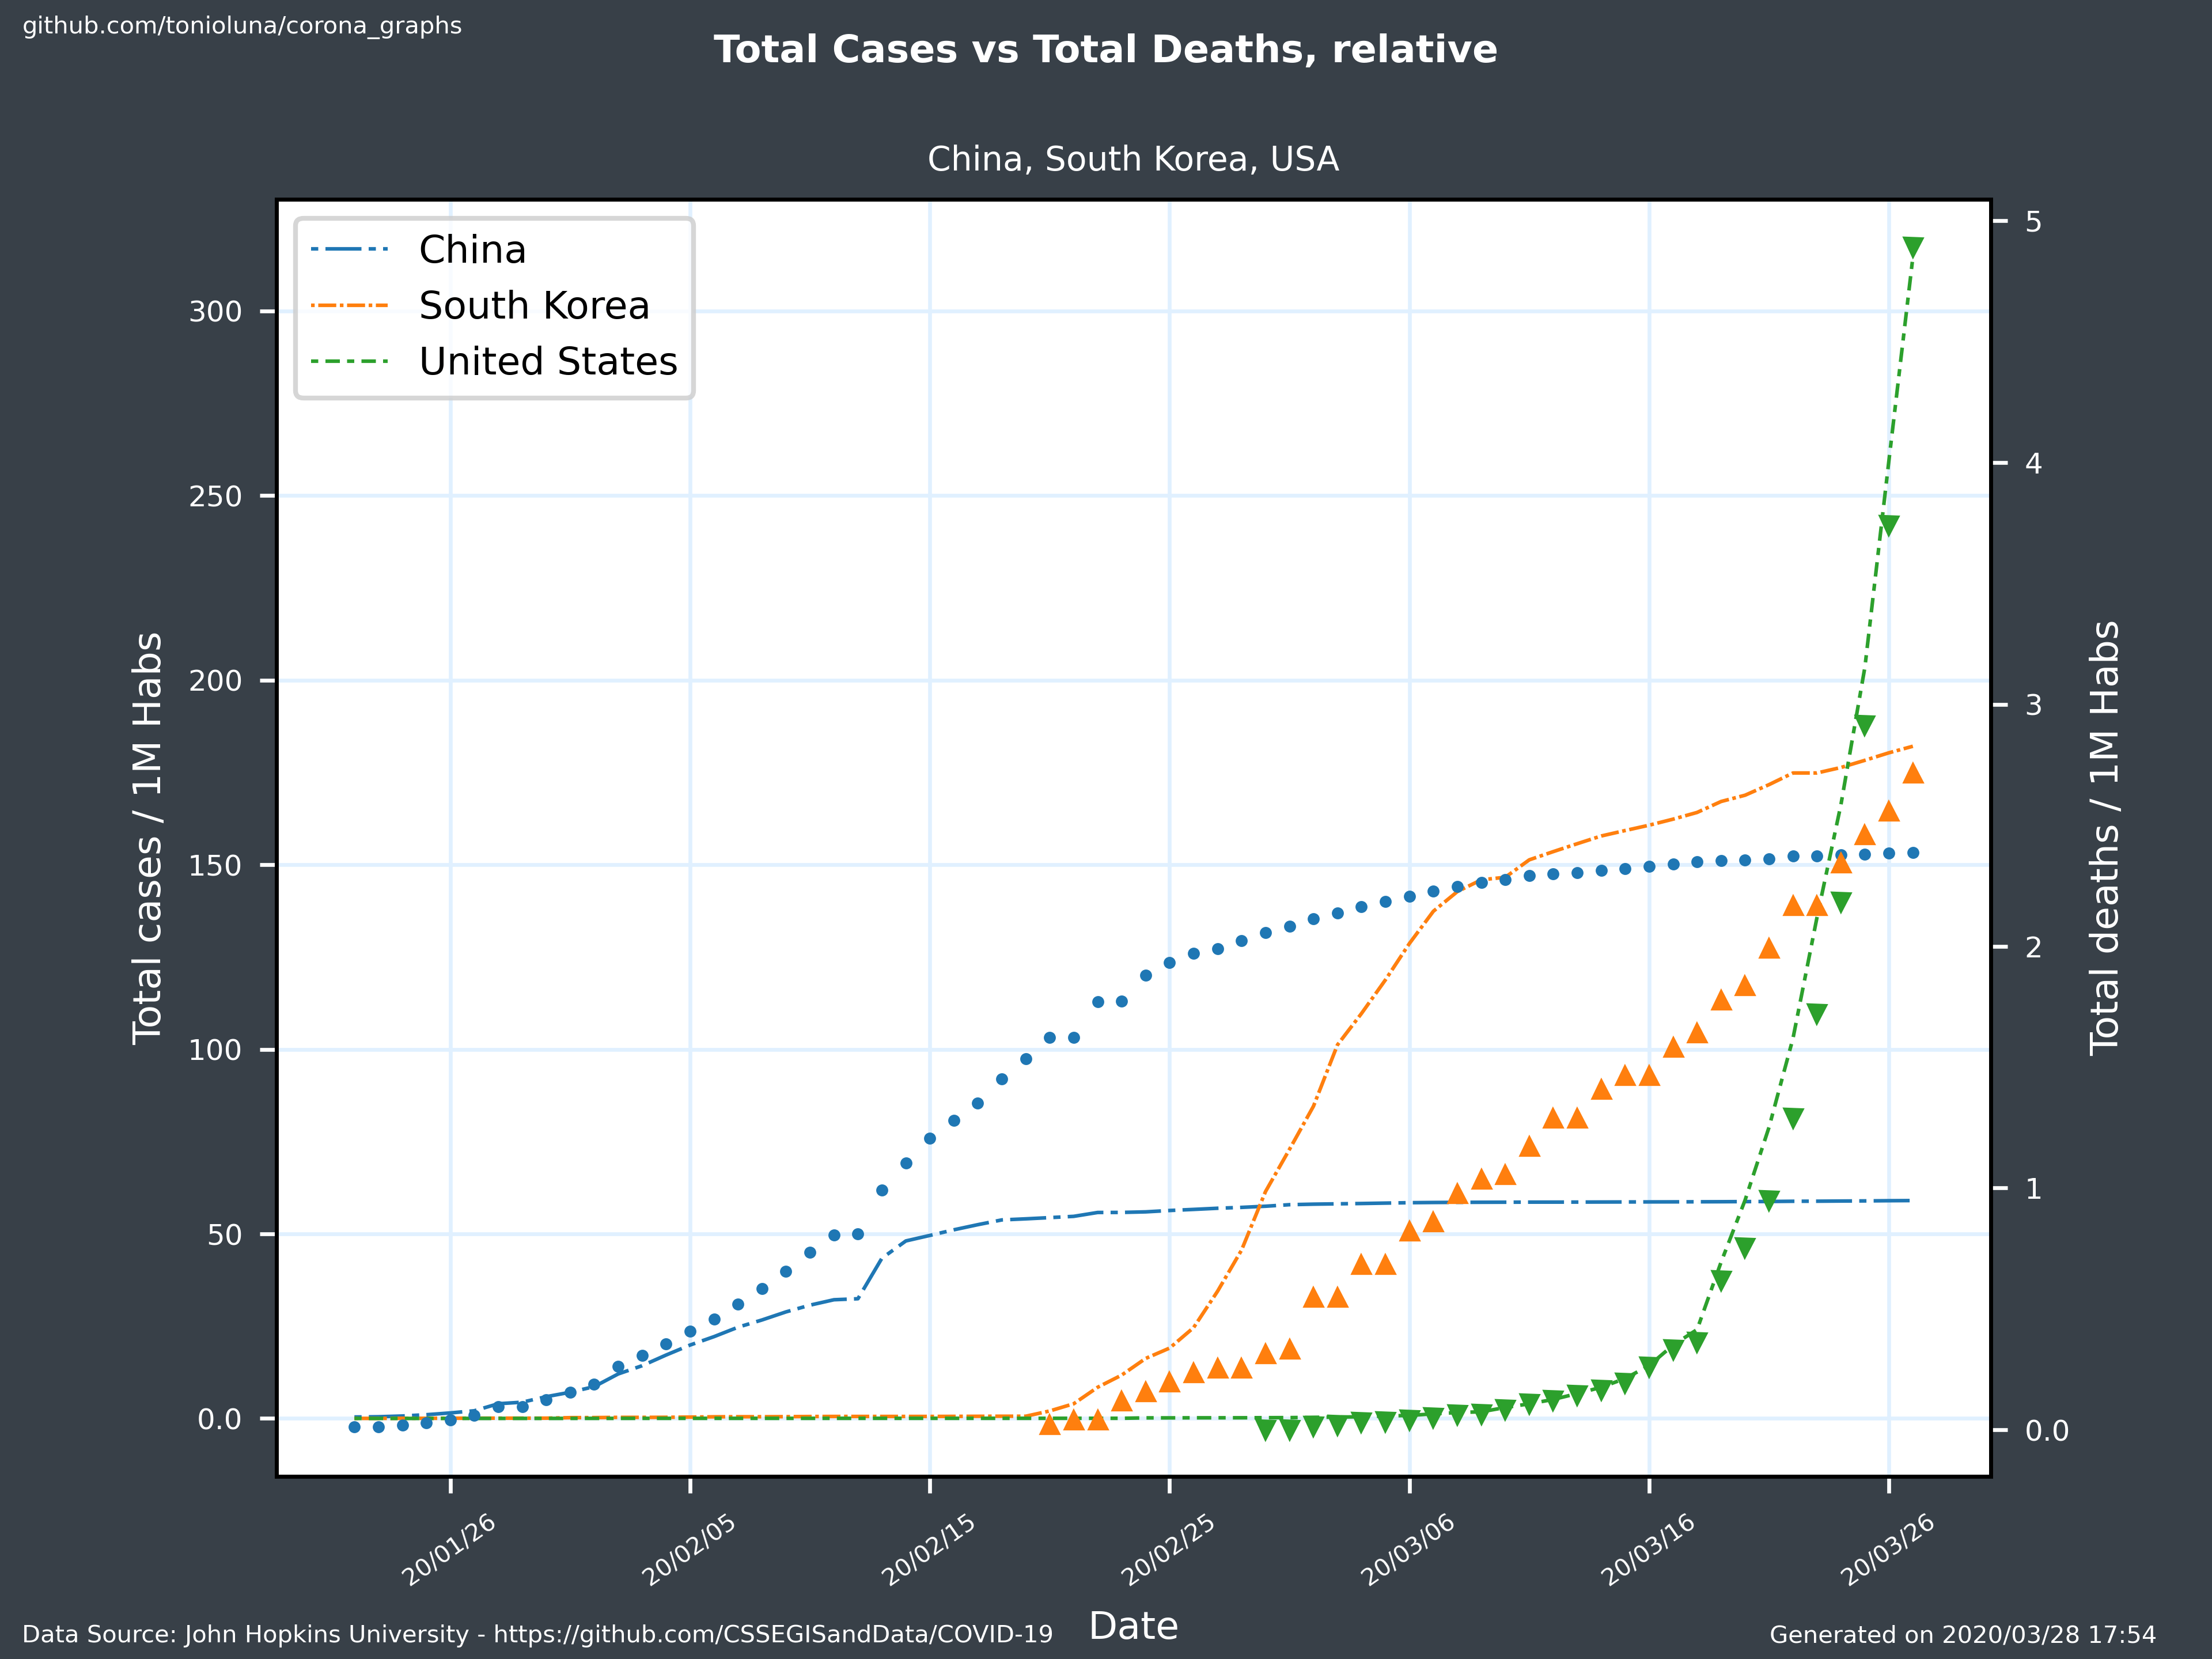 github.com/tonioluna/corona_graphs
Total Cases vs Total Deaths, relative
China, South Korea, USA
China
South Korea
United States
300
250
200
150
100
50
0.0
5
4
3
2
1
0.0
Total cases / 1M Habs
Total deaths / 1M Habs
20/01/26
20/02/05
20/02/15
20/02/25
20/03/06
20/03/16
20/03/26
Date
Data Source: John Hopkins University - https://github.com/CSSEGISandData/COVID-19
Generated on 2020/03/28 17:54